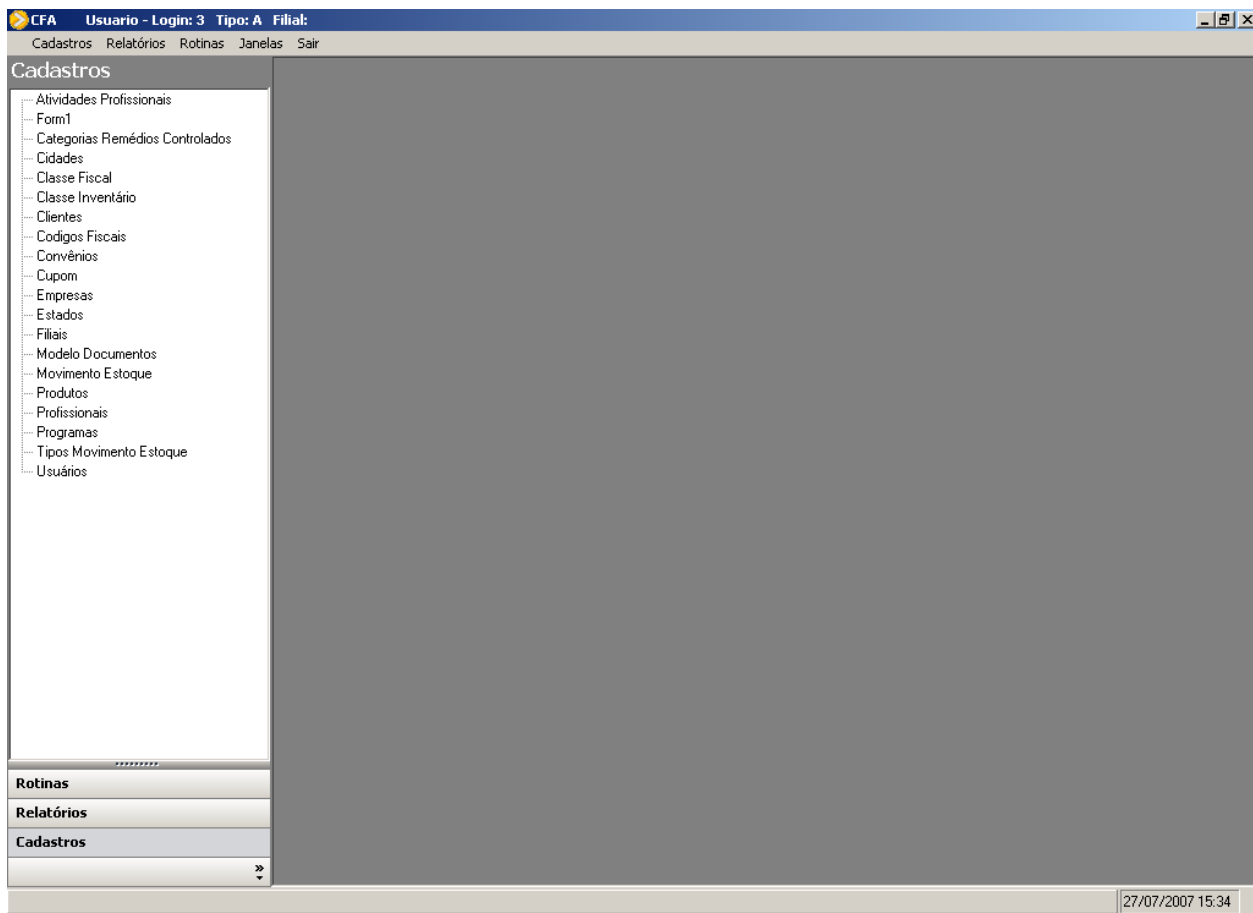 CFA Usuario - Login: 3 Tipo: A Filial:
Cadastros Relatórios Rotinas Janelas Sair
Cadastros
Atividades Profissionais
Form1
Categorias Remédios Controlados
Cidades
Classe Fiscal
Classe Inventário
Clientes
Codigos Fiscais
Convênios
Cupom
Empresas
Estados
Filiais
Modelo Documentos
Movimento Estoque
Produtos
Profissionais
Programas
Tipos Movimento Estoque
Usuários
Rotinas
Relatórios
Cadastros
27/07/2007 15:34